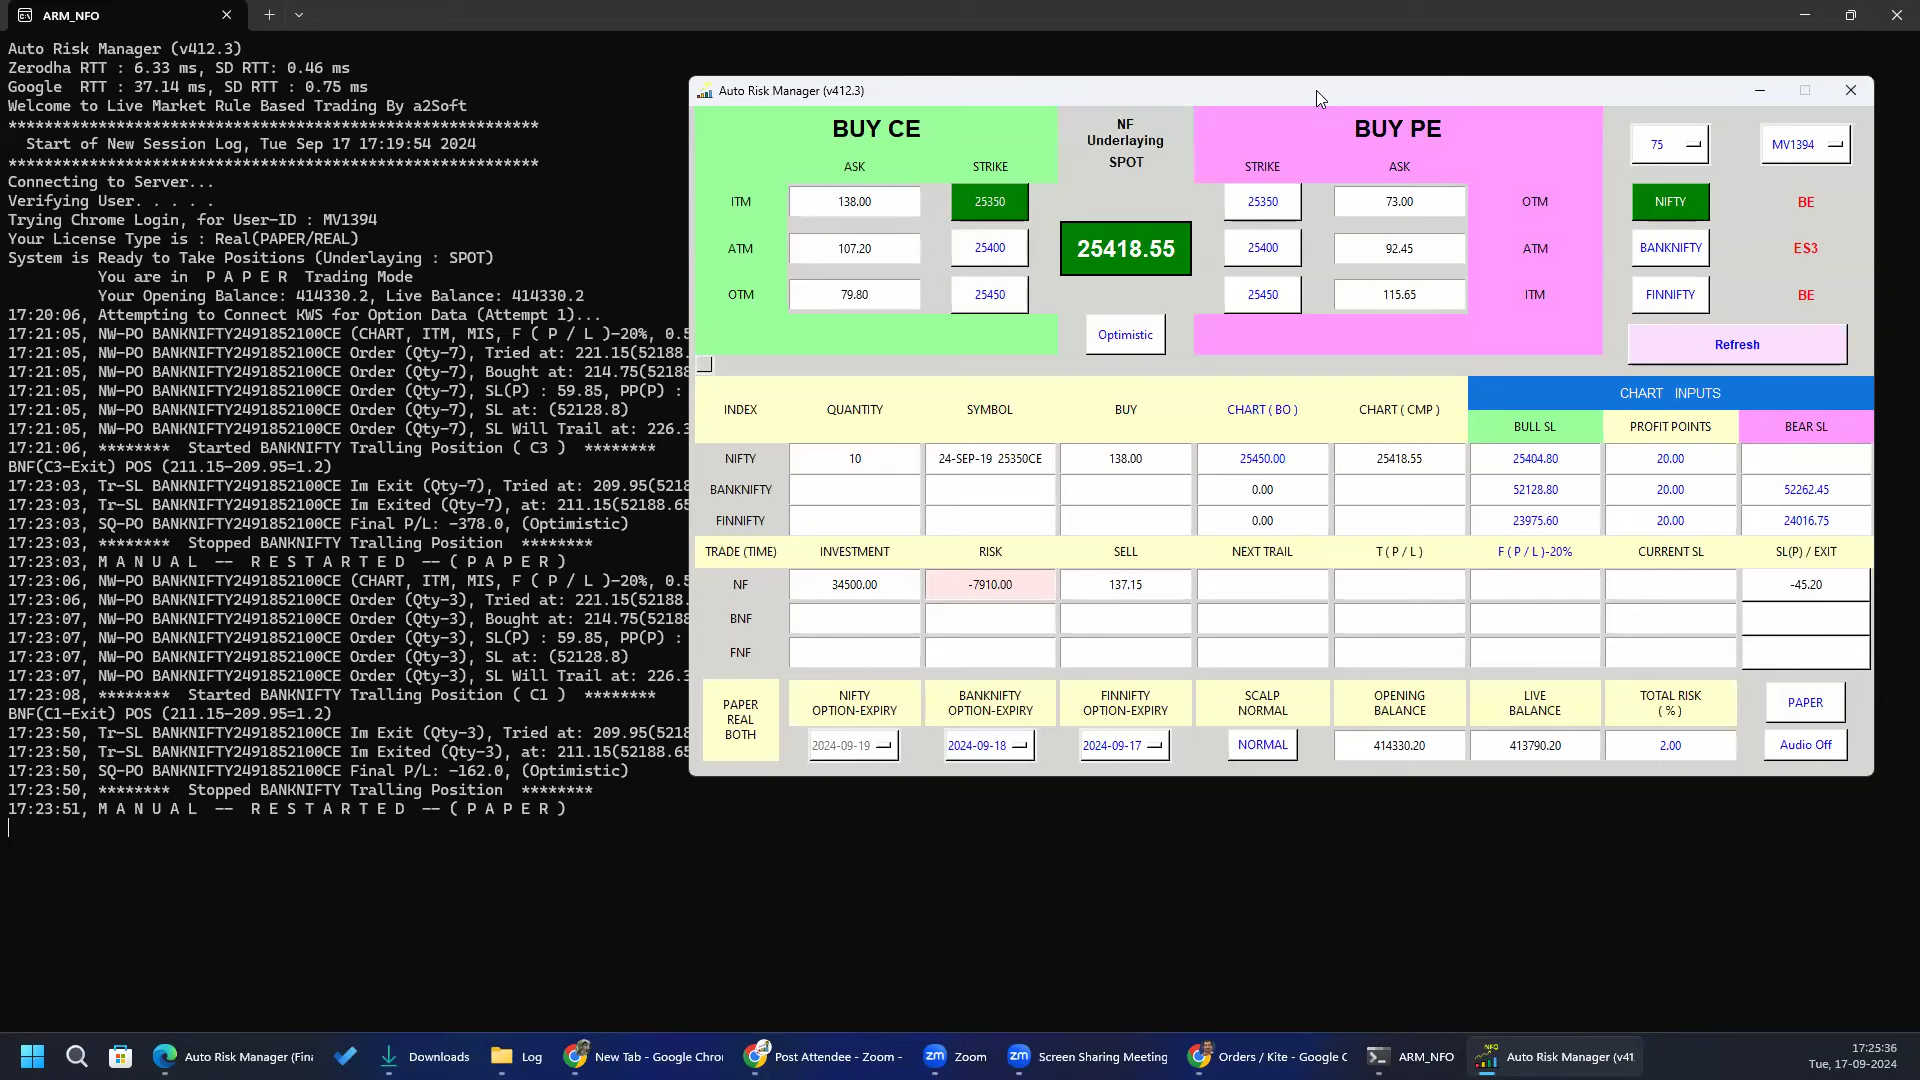 ARM_NFO
Auto Risk Manager (v412.3)
Zerodha RTT : 6.33 ms, SD RTT: 0.46 ms
Google  RTT : 37.14 ms, SD RTT : 0.75 ms
Welcome to Live Market Rule Based Trading By a2Soft
***********************************************************
Start of New Session Log, Tue Sep 17 17:19:54 2024
***********************************************************
Connecting to Server...
Verifying User. . . . .
Trying Chrome Login, for User-ID : MV1394
Your License Type is : Real(PAPER/REAL)
System is Ready to Take Positions (Underlaying : SPOT)
You are in  P A P E R  Trading Mode
Your Opening Balance: 414330.2, Live Balance: 414330.2
17:20:06, Attempting to Connect KWS for Option Data (Attempt 1)...
17:21:05, NW-PO BANKNIFTY2491852100CE (CHART, ITM, MIS, F ( P / L )-20%, 0.5
17:21:05, NW-PO BANKNIFTY2491852100CE Order (Qty-7), Tried at: 221.15(52188.
17:21:05, NW-PO BANKNIFTY2491852100CE Order (Qty-7), Bought at: 214.75(52188
17:21:05, NW-PO BANKNIFTY2491852100CE Order (Qty-7), SL(P) : 59.85, PP(P) :
17:21:05, NW-PO BANKNIFTY2491852100CE Order (Qty-7), SL at: (52128.8)
17:21:05, NW-PO BANKNIFTY2491852100CE Order (Qty-7), SL Will Trail at: 226.3
17:21:06, ********  Started BANKNIFTY Tralling Position ( C3 )  ********
BNF(C3-Exit) POS (211.15-209.95=1.2)
17:23:03, Tr-SL BANKNIFTY2491852100CE Im Exit (Qty-7), Tried at: 209.95(521
17:23:03, Tr-SL BANKNIFTY2491852100CE Im Exited (Qty-7), at: 211.15(52188.65
17:23:03, SQ-PO BANKNIFTY2491852100CE Final P/L: -378.0, (Optimistic)
17:23:03, ********  Stopped BANKNIFTY Tralling Position  ********
17:23:03, M A N U A L  --  R E S T A R T E D  -- ( P A P E R )
17:23:06, NW-PO BANKNIFTY2491852100CE (CHART, ITM, MIS, F ( P / L )-20%, 0.5
17:23:06, NW-PO BANKNIFTY2491852100CE Order (Qty-3), Tried at: 221.15(52188.
17:23:07, NW-PO BANKNIFTY2491852100CE Order (Qty-3), Bought at: 214.75(52188
17:23:07, NW-PO BANKNIFTY2491852100CE Order (Qty-3), SL(P) : 59.85, PP(P) :
17:23:07, NW-PO BANKNIFTY2491852100CE Order (Qty-3), SL at: (52128.8)
17:23:07, NW-PO BANKNIFTY2491852100CE Order (Qty-3), SL Will Trail at: 226.3
17:23:08, ********  Started BANKNIFTY Tralling Position ( C1 )  ********
BNF(C1-Exit) POS (211.15-209.95=1.2)
17:23:50, Tr-SL BANKNIFTY2491852100CE Im Exit (Qty-3), Tried at: 209.95(521
17:23:50, Tr-SL BANKNIFTY2491852100CE Im Exited (Qty-3), at: 211.15(52188.65
17:23:50, SQ-PO BANKNIFTY2491852100CE Final P/L: -162.0, (Optimistic)
17:23:50, ********  Stopped BANKNIFTY Tralling Position  ********
17:23:51, M A N U A L  --  R E S T A R T E D  -- ( P A P E R )
Auto Risk Manager (v412.3)
BUY CE NF BUY PE
Underlaying
SPOT
75 MV1394
ASK STRIKE STRIKE ASK
ITM 138.00 25350 25350 73.00 OTM NIFTY BE
ATM 107.20 25400 25418.55 25400 92.45 ATM BANKNIFTY ES3
OTM 79.80 25450 25450 115.65 ITM FINNIFTY BE
Optimistic Refresh
CHART INPUTS
INDEX QUANTITY SYMBOL BUY CHART ( BO ) CHART ( CMP ) BULL SL PROFIT POINTS BEAR SL
NIFTY 10 24-SEP-19 25350CE 138.00 25450.00 25418.55 25404.80 20.00
BANKNIFTY 0.00 52128.80 20.00 52262.45
FINNIFTY 0.00 23975.60 20.00 24016.75
TRADE (TIME) INVESTMENT RISK SELL NEXT TRAIL T ( P / L ) F ( P / L )-20% CURRENT SL SL(P) / EXIT
NF 34500.00 -7910.00 137.15 -45.20
BNF
FNF
PAPER NIFTY BANKNIFTY FINNIFTY SCALP OPENING LIVE TOTAL RISK PAPER
REAL OPTION-EXPIRY OPTION-EXPIRY OPTION-EXPIRY NORMAL BALANCE BALANCE ( % )
BOTH 2024-09-19 2024-09-18 2024-09-17 NORMAL 414330.20 413790.20 2.00 Audio Off
Auto Risk Manager (Fin
Downloads
Log
New Tab - Google Chro
Post Attendee - Zoom -
Zoom
Screen Sharing Meeting
Orders / Kite - Google C
ARM_NFO
Auto Risk Manager (v41
17:25:36
Tue, 17-09-2024